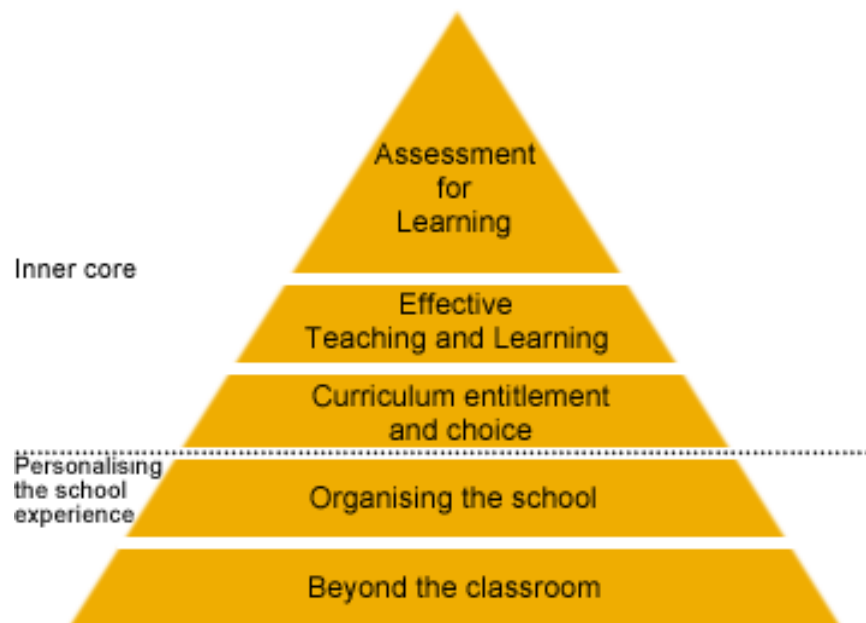 Assessment
for
Learning
Inner core
Effective
Teaching and Learning
Curriculum entitlement
and choice
Personalising
the school
experience
Organising the school
Beyond the classroom